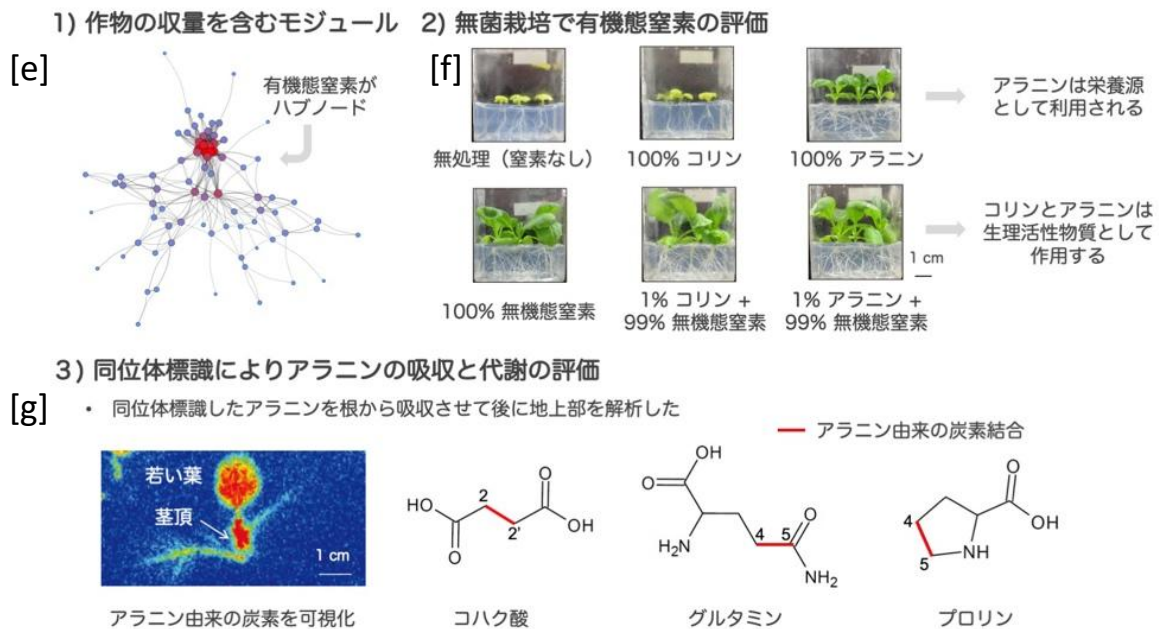 1) 作物の収量を含むモジュール
2) 無菌栽培で有機態窒素の評価
[e]
有機態窒素が
ハブノード
[f]
無処理（窒素なし）
100% コリン
100% アラニン
アラニンは栄養源
として利用される
100% 無機態窒素
1% コリン +
99% 無機態窒素
1% アラニン +
99% 無機態窒素
1 cm
コリンとアラニンは
生理活性物質として
作用する
3) 同位体標識によりアラニンの吸収と代謝の評価
[g]
• 同位体標識したアラニンを根から吸収させて後に地上部を解析した
アラニン由来の炭素結合
若い葉
茎頂
1 cm
アラニン由来の炭素を可視化
HO
O
2
2'
O
OH
コハク酸
OH
O
H₂N
4
5
O
NH₂
グルタミン
4
5
NH
O
OH
プロリン